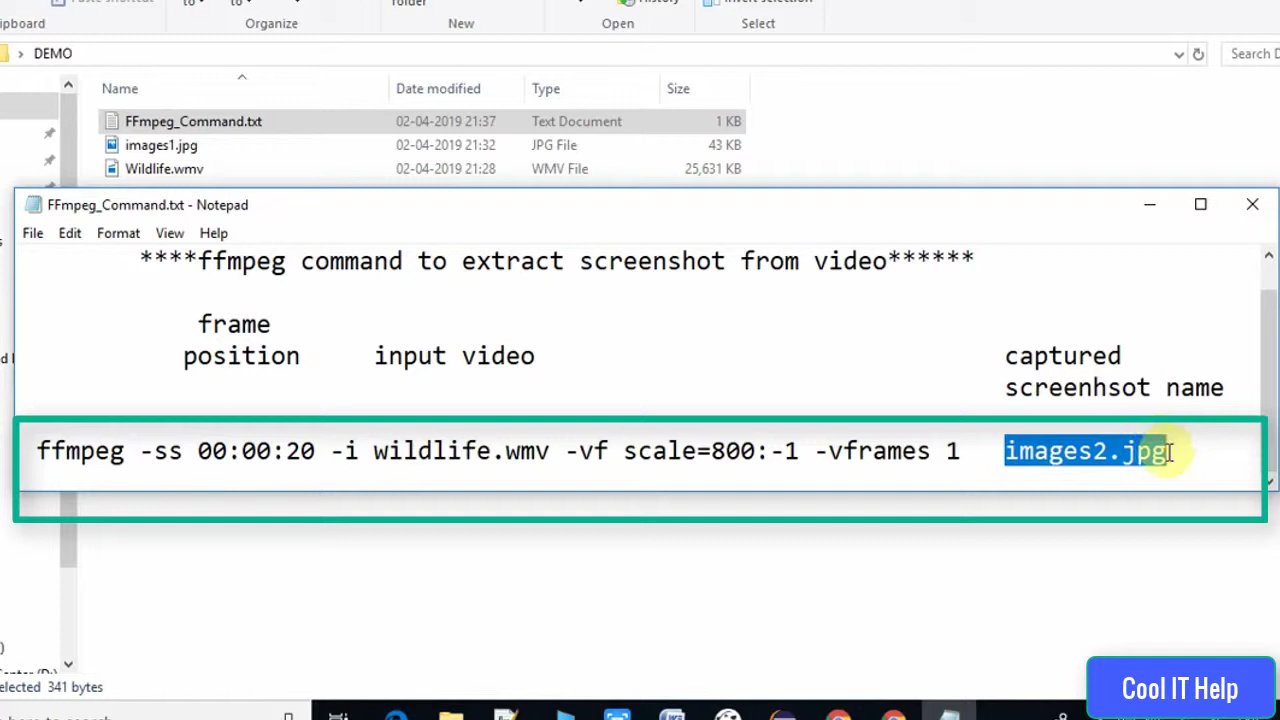 Organize
New
Open
Select
DEMO
Name Date modified Type Size
FFmpeg_Command.txt 02-04-2019 21:37 Text Document 1 KB
images1.jpg 02-04-2019 21:32 JPG File 43 KB
Wildlife.wmv 02-04-2019 21:28 WMV File 25,631 KB
FFmpeg_Command.txt - Notepad
File Edit Format View Help
****ffmpeg command to extract screenshot from video******
frame
position input video captured
screenhsot name
ffmpeg -ss 00:00:20 -i wildlife.wmv -vf scale=800:-1 -vframes 1 images2.jpg
341 bytes
Cool IT Help